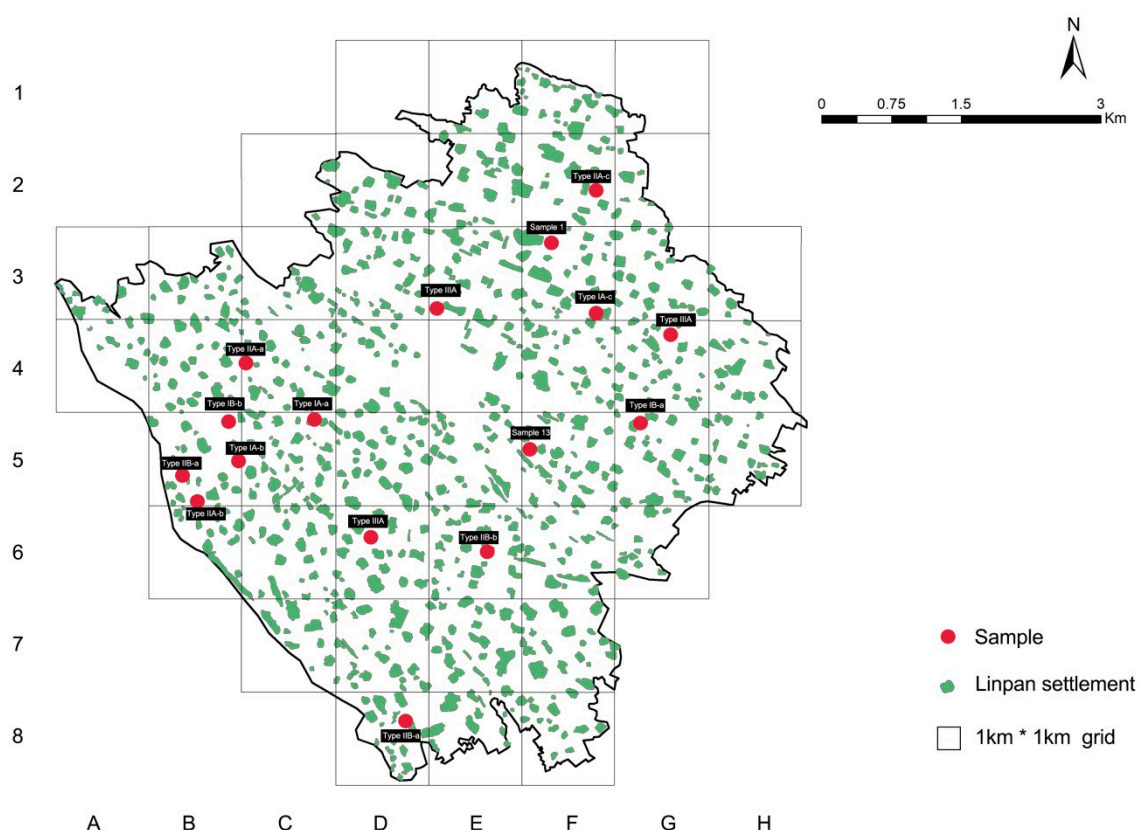 N
0 0.75 1.5 3
Km
1
2
3
4
5
6
7
8
Type IIA-c
Sample 1
Type IIIA
Type IA-c
Type IIIA
Type IIA-a
Type IB-b
Type IA-a
Type IB-a
Sample 13
Type IA-b
Type IIB-a
Type IIA-b
Type IIIA
Type IIB-b
Type IIB-a
Sample
Linpan settlement
1km * 1km grid
A B C D E F G H